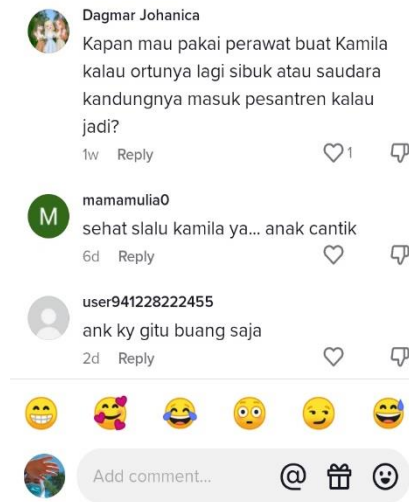 Dagmar Johanica
Kapan mau pakai perawat buat Kamila
kalau ortunya lagi sibuk atau saudara
kandungnya masuk pesantren kalau
jadi?
1w Reply 1
M
mamamulia0
sehat slalu kamila ya... anak cantik
6d Reply
user941228222455
ank ky gitu buang saja
2d Reply
Add comment... @